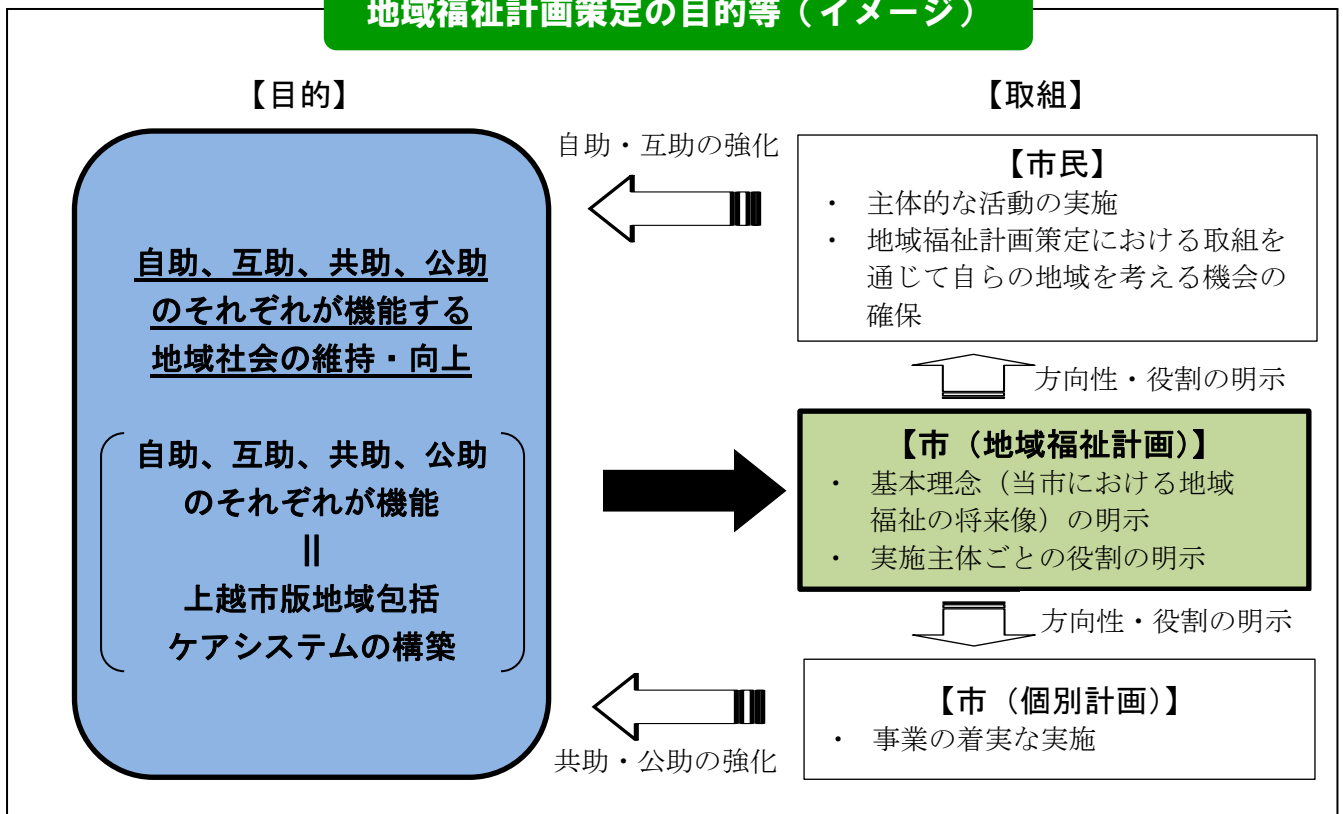 地域福祉計画策定の目的等（イメージ）
【目的】
自助、互助、共助、公助
のそれぞれが機能する
地域社会の維持・向上
自助、互助、共助、公助
のそれぞれが機能
||
上越市版地域包括
ケアシステムの構築
【取組】
自助・互助の強化
【市民】
・ 主体的な活動の実施
・ 地域福祉計画策定における取組を
通じて自らの地域を考える機会の
確保
方向性・役割の明示
【市（地域福祉計画）】
・ 基本理念（当市における地域
福祉の将来像）の明示
・ 実施主体ごとの役割の明示
方向性・役割の明示
【市（個別計画）】
・ 事業の着実な実施
共助・公助の強化